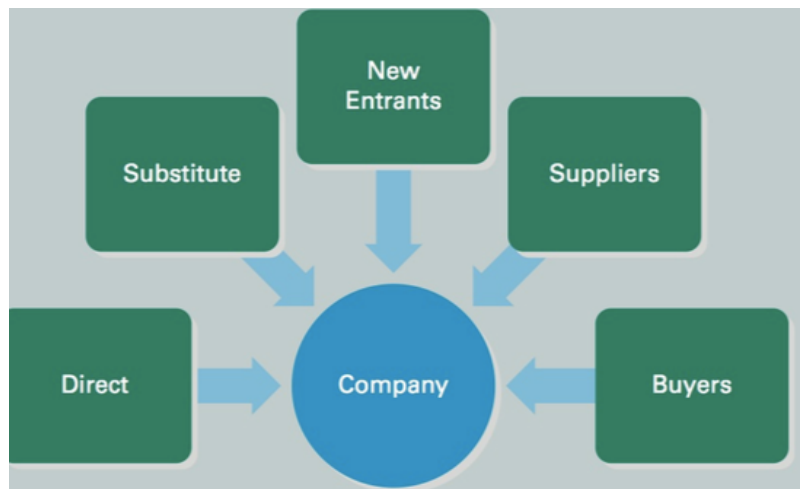 New
Entrants
Substitute
Suppliers
Direct
Company
Buyers